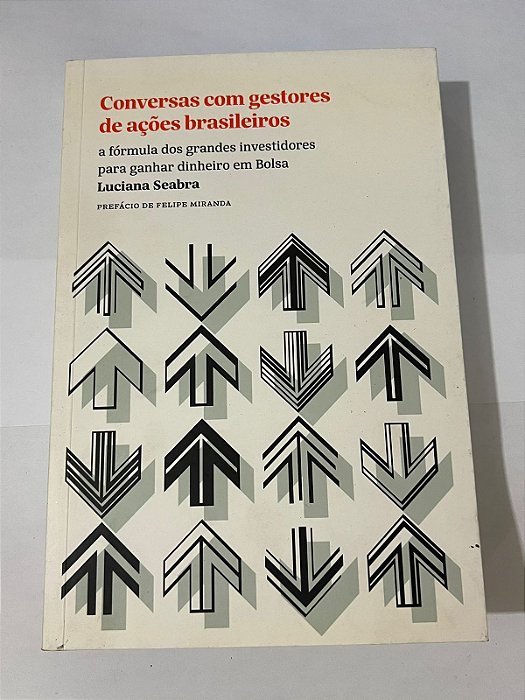 Conversas com gestores
de ações brasileiros
a fórmula dos grandes investidores
para ganhar dinheiro em Bolsa
Luciana Seabra
PREFÁCIO DE FELIPE MIRANDA